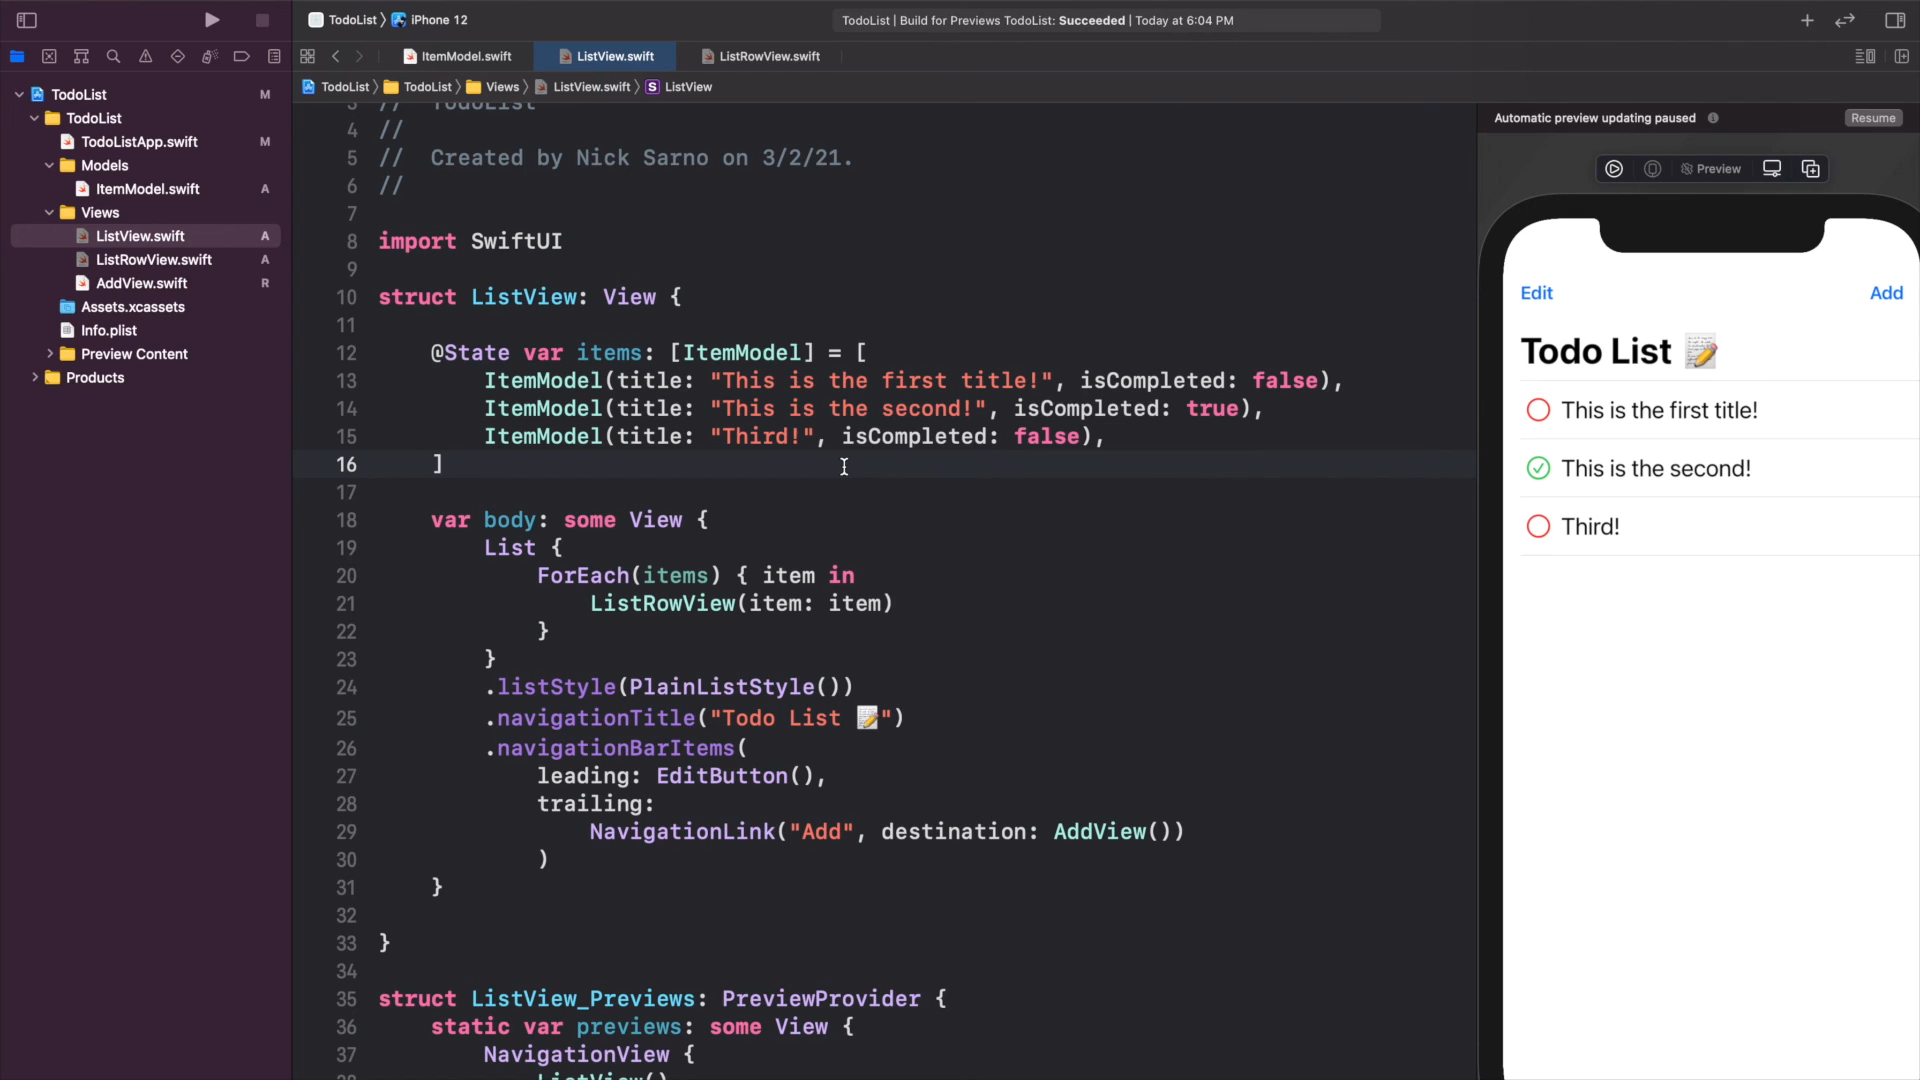 TodoList
iPhone 12
TodoList | Build for Previews TodoList: Succeeded | Today at 6:04 PM
ItemModel.swift
ListView.swift
ListRowView.swift
TodoList
TodoList
Views
ListView.swift
S
ListView
TodoList
M
TodoList
TodoListApp.swift
M
Models
ItemModel.swift
A
Views
ListView.swift
A
ListRowView.swift
A
AddView.swift
R
Assets.xcassets
Info.plist
Preview Content
Products
3 // TodoList
4 //
5 // Created by Nick Sarno on 3/2/21.
6 //
7
8 import SwiftUI
9
10 struct ListView: View {
11
12 @State var items: [ItemModel] = [
13 ItemModel(title: "This is the first title!", isCompleted: false),
14 ItemModel(title: "This is the second!", isCompleted: true),
15 ItemModel(title: "Third!", isCompleted: false),
16 ]
17
18 var body: some View {
19 List {
20 ForEach(items) { item in
21 ListRowView(item: item)
22 }
23 }
24 .listStyle(PlainListStyle())
25 .navigationTitle("Todo List 📝")
26 .navigationBarItems(
27 leading: EditButton(),
28 trailing:
29 NavigationLink("Add", destination: AddView())
30 )
31 }
32
33 }
34
35 struct ListView_Previews: PreviewProvider {
36 static var previews: some View {
37 NavigationView {
38 ListView()
Automatic preview updating paused
Resume
Preview
Edit
Add
Todo List 📝
This is the first title!
This is the second!
Third!